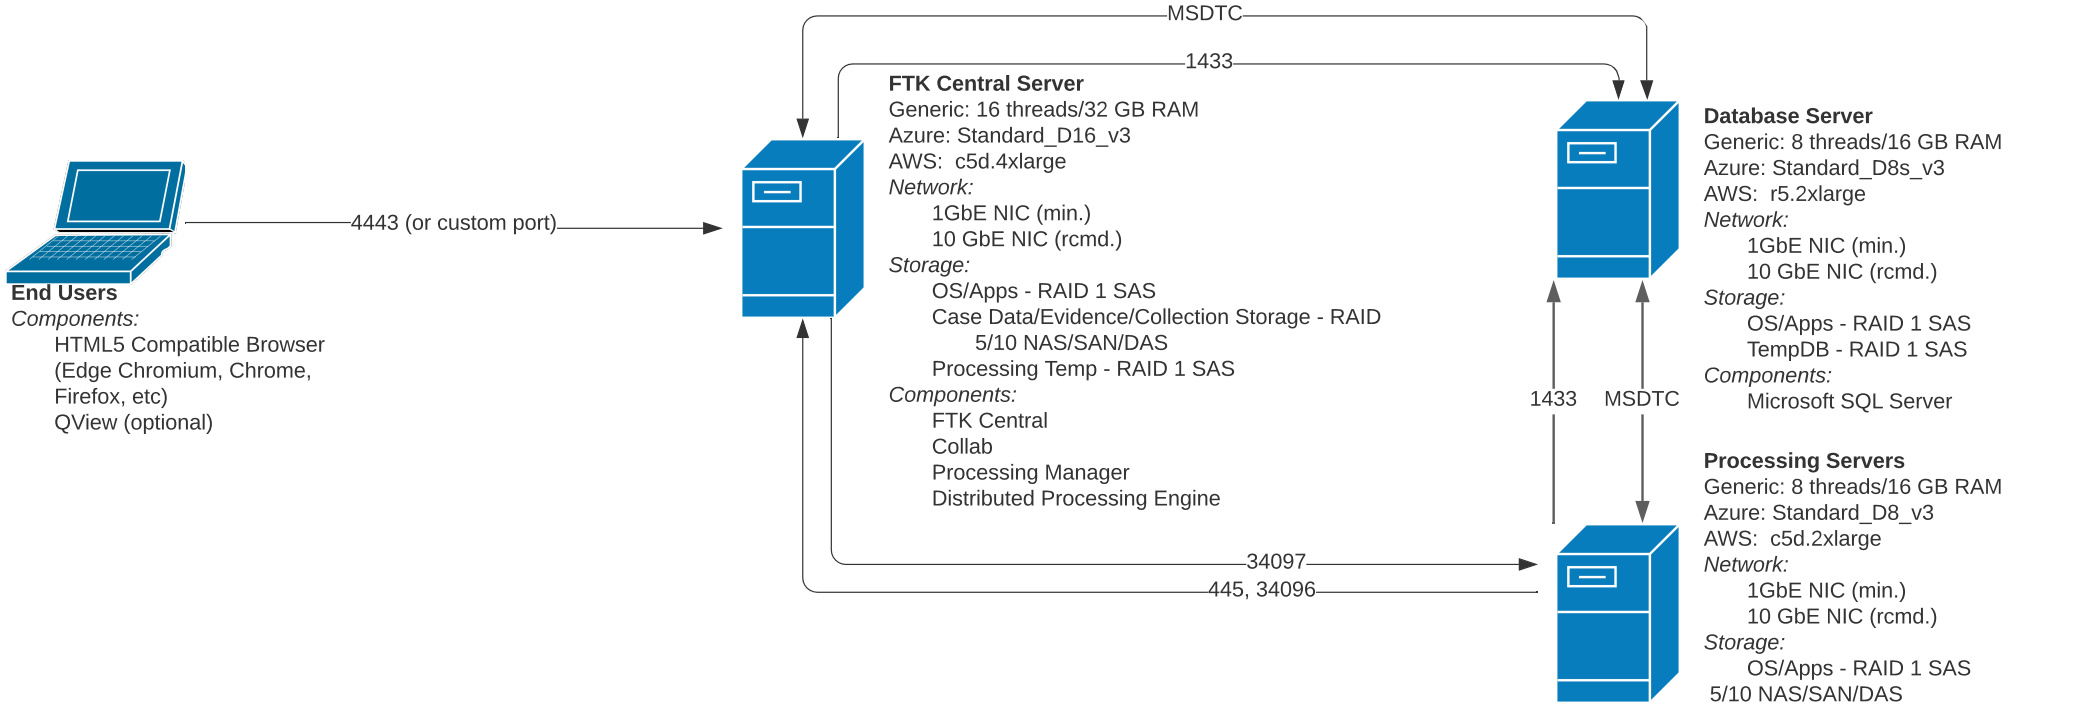 MSDTC
1433
FTK Central Server
Generic: 16 threads/32 GB RAM
Azure: Standard_D16_v3
AWS:  c5d.4xlarge
Network:
1GbE NIC (min.)
10 GbE NIC (rcmd.)
Storage:
OS/Apps - RAID 1 SAS
Case Data/Evidence/Collection Storage - RAID
5/10 NAS/SAN/DAS
Processing Temp - RAID 1 SAS
Components:
FTK Central
Collab
Processing Manager
Distributed Processing Engine
4443 (or custom port)
End Users
Components:
HTML5 Compatible Browser
(Edge Chromium, Chrome,
Firefox, etc)
QView (optional)
Database Server
Generic: 8 threads/16 GB RAM
Azure: Standard_D8s_v3
AWS:  r5.2xlarge
Network:
1GbE NIC (min.)
10 GbE NIC (rcmd.)
Storage:
OS/Apps - RAID 1 SAS
TempDB - RAID 1 SAS
Components:
Microsoft SQL Server
1433
MSDTC
34097
445, 34096
Processing Servers
Generic: 8 threads/16 GB RAM
Azure: Standard_D8_v3
AWS:  c5d.2xlarge
Network:
1GbE NIC (min.)
10 GbE NIC (rcmd.)
Storage:
OS/Apps - RAID 1 SAS
5/10 NAS/SAN/DAS